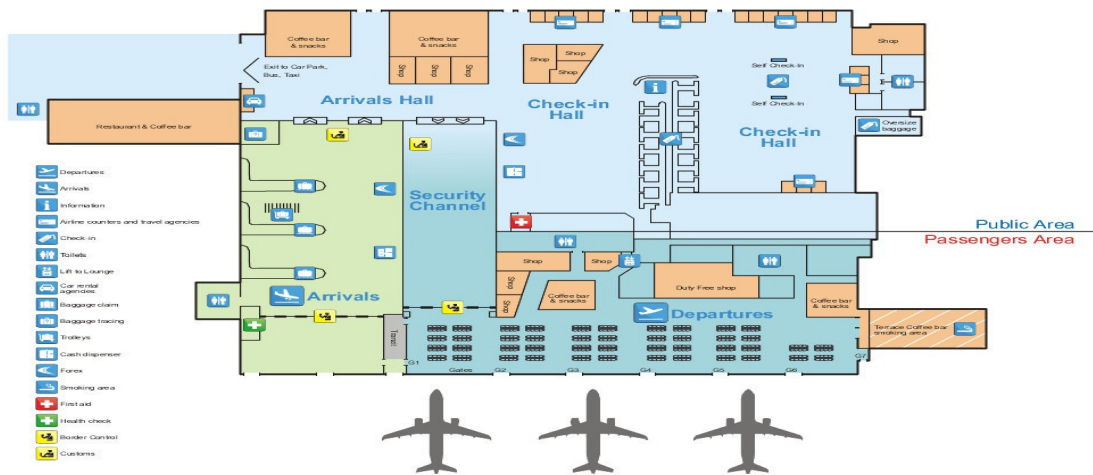 Coffee bar
& snacks
Coffee bar
& snacks
Shop
Shop
Shop
Shop
Shop
Shop
Shop
Exit to Car Park,
Bus, Taxi
Self Check-In
Self Check-In
Arrivals Hall
Check-in
Hall
Check-in
Hall
Restaurant & Coffee bar
Oversize
baggage
Security
Channel
Public Area
Passengers Area
Shop
Shop
Shop
Shop
Coffee bar
& snacks
Duty Free shop
Coffee bar
& snacks
Arrivals
Departures
Terrace Coffee bar
smoking area
Transit
G1
Gates
G2
G3
G4
G5
G6
G7
Departures
Arrivals
Information
Airline counters and travel agencies
Check-in
Toilets
Lift to Lounge
Car rental
agencies
Baggage claim
Baggage tracing
Trolleys
Cash dispenser
Forex
Smoking area
First aid
Health check
Border Control
Customs